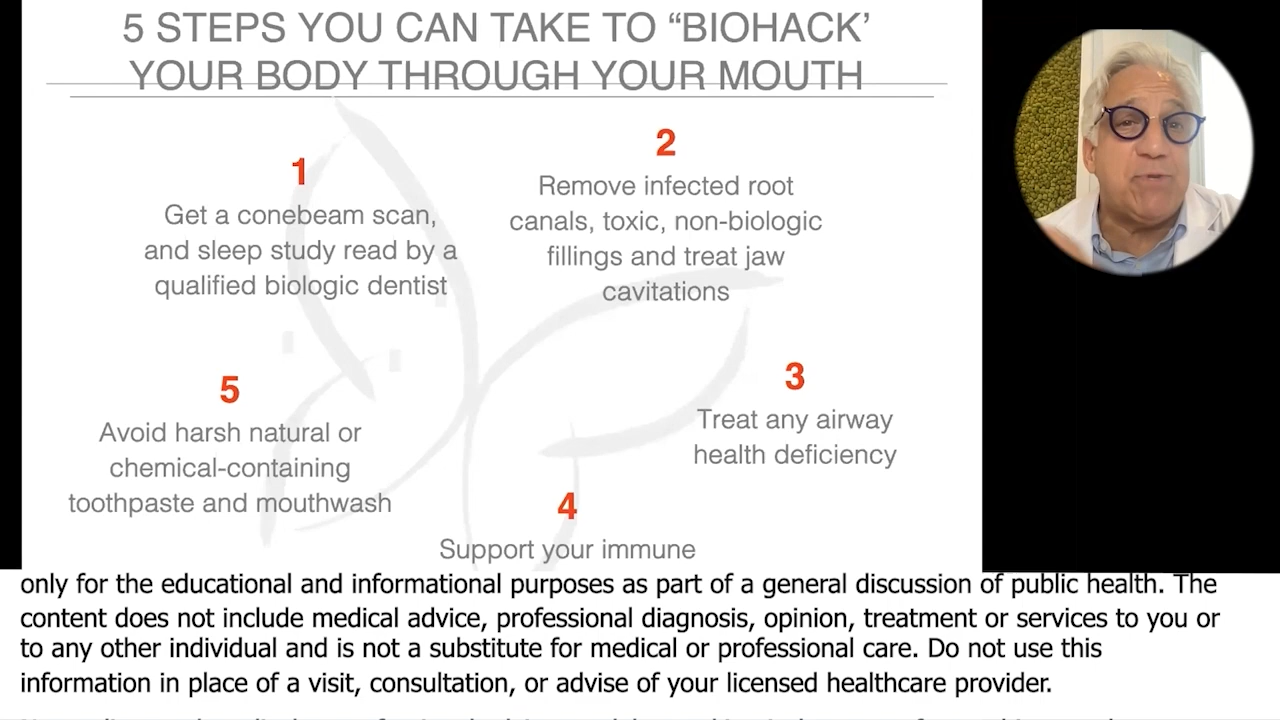 5 STEPS YOU CAN TAKE TO “BIOHACK’
YOUR BODY THROUGH YOUR MOUTH
1
Get a conebeam scan,
and sleep study read by a
qualified biologic dentist
2
Remove infected root
canals, toxic, non-biologic
fillings and treat jaw
cavitations
3
Treat any airway
health deficiency
4
Support your immune
5
Avoid harsh natural or
chemical-containing
toothpaste and mouthwash
only for the educational and informational purposes as part of a general discussion of public health. The
content does not include medical advice, professional diagnosis, opinion, treatment or services to you or
to any other individual and is not a substitute for medical or professional care. Do not use this
information in place of a visit, consultation, or advise of your licensed healthcare provider.